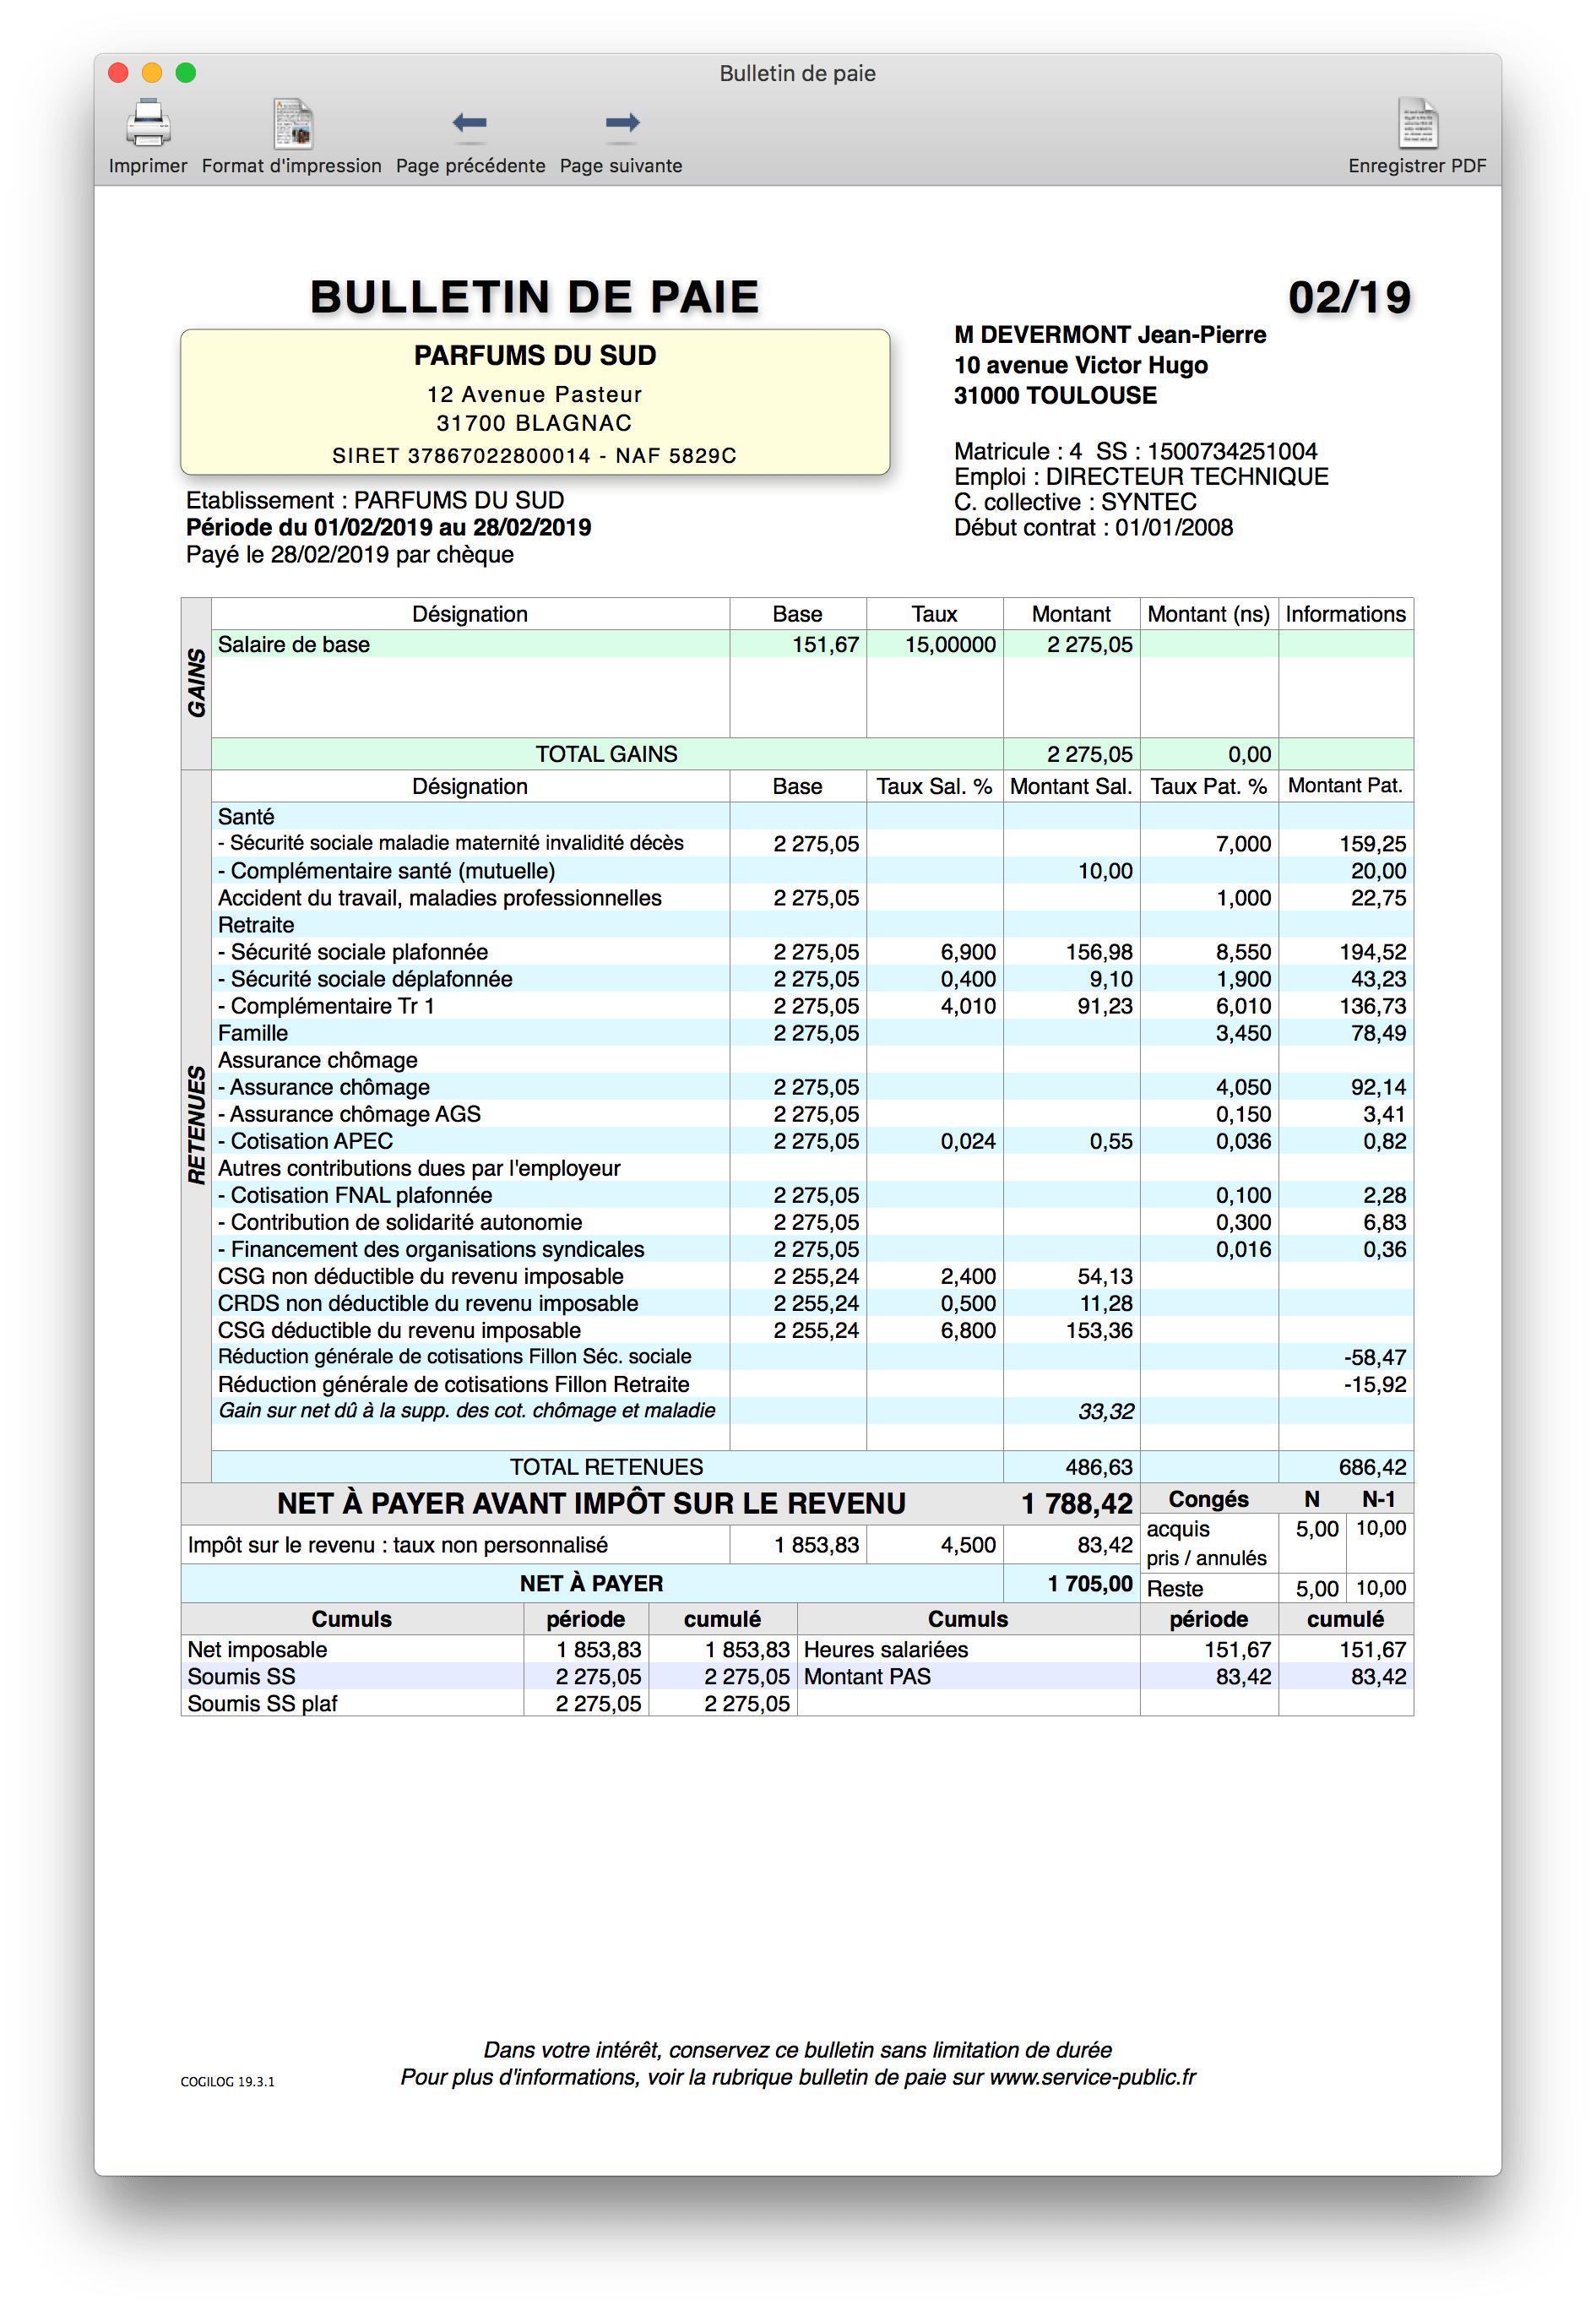 Bulletin de paie
Imprimer Format d'impression Page précédente Page suivante Enregistrer PDF
BULLETIN DE PAIE 02/19
PARFUMS DU SUD
12 Avenue Pasteur
31700 BLAGNAC
SIRET 37867022800014 - NAF 5829C
M DEVERMONT Jean-Pierre
10 avenue Victor Hugo
31000 TOULOUSE
Matricule : 4 SS : 1500734251004
Emploi : DIRECTEUR TECHNIQUE
C. collective : SYNTEC
Début contrat : 01/01/2008
Etablissement : PARFUMS DU SUD
Période du 01/02/2019 au 28/02/2019
Payé le 28/02/2019 par chèque
GAINS
Désignation Base Taux Montant Montant (ns) Informations
Salaire de base 151,67 15,00000 2 275,05
TOTAL GAINS 2 275,05 0,00
RETENUES
Désignation Base Taux Sal. % Montant Sal. Taux Pat. % Montant Pat.
Santé
- Sécurité sociale maladie maternité invalidité décès 2 275,05 7,000 159,25
- Complémentaire santé (mutuelle) 10,00 20,00
Accident du travail, maladies professionnelles 2 275,05 1,000 22,75
Retraite
- Sécurité sociale plafonnée 2 275,05 6,900 156,98 8,550 194,52
- Sécurité sociale déplafonnée 2 275,05 0,400 9,10 1,900 43,23
- Complémentaire Tr 1 2 275,05 4,010 91,23 6,010 136,73
Famille 2 275,05 3,450 78,49
Assurance chômage
- Assurance chômage 2 275,05 4,050 92,14
- Assurance chômage AGS 2 275,05 0,150 3,41
- Cotisation APEC 2 275,05 0,024 0,55 0,036 0,82
Autres contributions dues par l'employeur
- Cotisation FNAL plafonnée 2 275,05 0,100 2,28
- Contribution de solidarité autonomie 2 275,05 0,300 6,83
- Financement des organisations syndicales 2 275,05 0,016 0,36
CSG non déductible du revenu imposable 2 255,24 2,400 54,13
CRDS non déductible du revenu imposable 2 255,24 0,500 11,28
CSG déductible du revenu imposable 2 255,24 6,800 153,36
Réduction générale de cotisations Fillon Séc. sociale -58,47
Réduction générale de cotisations Fillon Retraite -15,92
Gain sur net dû à la supp. des cot. chômage et maladie 33,32
TOTAL RETENUES 486,63 686,42
NET À PAYER AVANT IMPÔT SUR LE REVENU 1 788,42
Impôt sur le revenu : taux non personnalisé 1 853,83 4,500 83,42
NET À PAYER 1 705,00
Congés N N-1
acquis 5,00 10,00
pris / annulés
Reste 5,00 10,00
Cumuls période cumulé Cumuls période cumulé
Net imposable 1 853,83 1 853,83 Heures salariées 151,67 151,67
Soumis SS 2 275,05 2 275,05 Montant PAS 83,42 83,42
Soumis SS plaf 2 275,05 2 275,05
Dans votre intérêt, conservez ce bulletin sans limitation de durée
Pour plus d'informations, voir la rubrique bulletin de paie sur www.service-public.fr
COGILOG 19.3.1